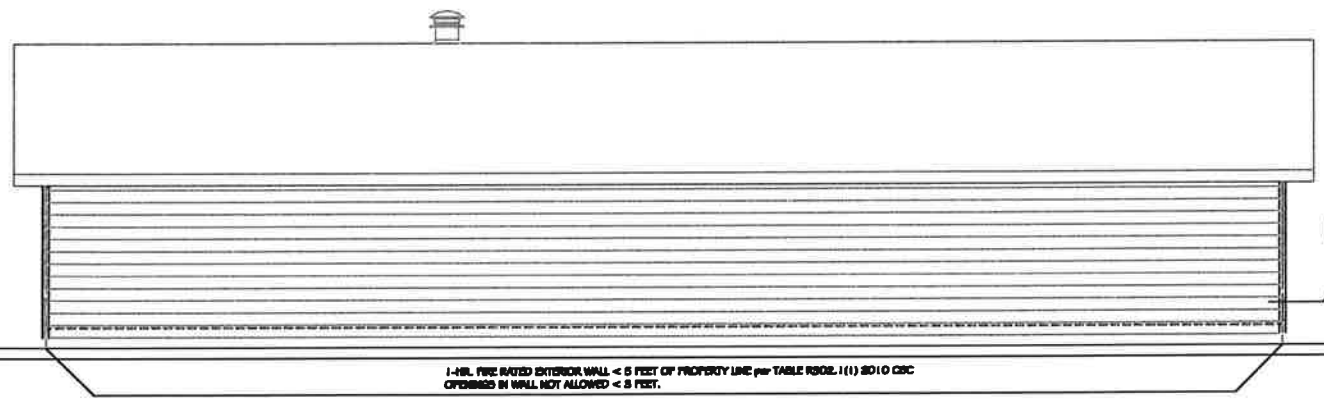 1-HR. FIRE RATED EXTERIOR WALL < 5 FEET OF PROPERTY LINE per TABLE R302.1(1) 2010 CBC
OPENINGS IN WALL NOT ALLOWED < 3 FEET.